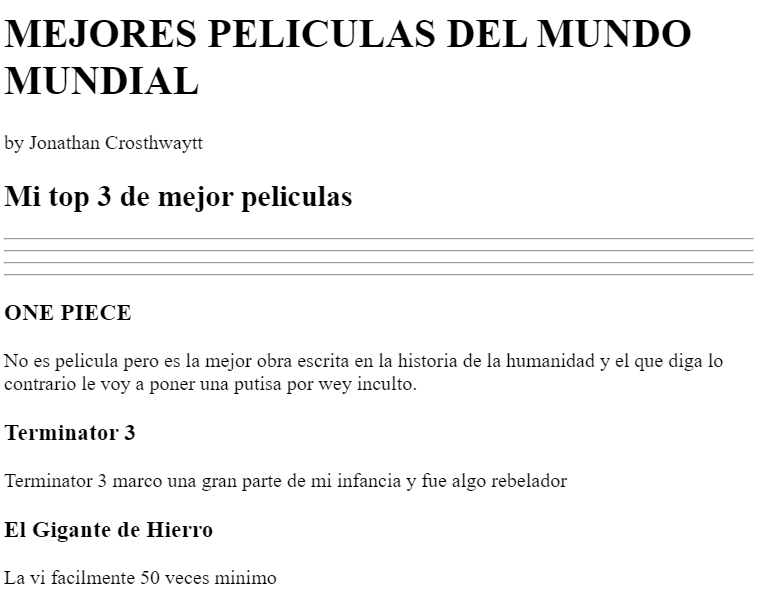 MEJORES PELICULAS DEL MUNDO
MUNDIAL
by Jonathan Crosthwaytt
Mi top 3 de mejor peliculas
ONE PIECE
No es pelicula pero es la mejor obra escrita en la historia de la humanidad y el que diga lo
contrario le voy a poner una putisa por wey inculto.
Terminator 3
Terminator 3 marco una gran parte de mi infancia y fue algo rebelador
El Gigante de Hierro
La vi facilmente 50 veces minimo